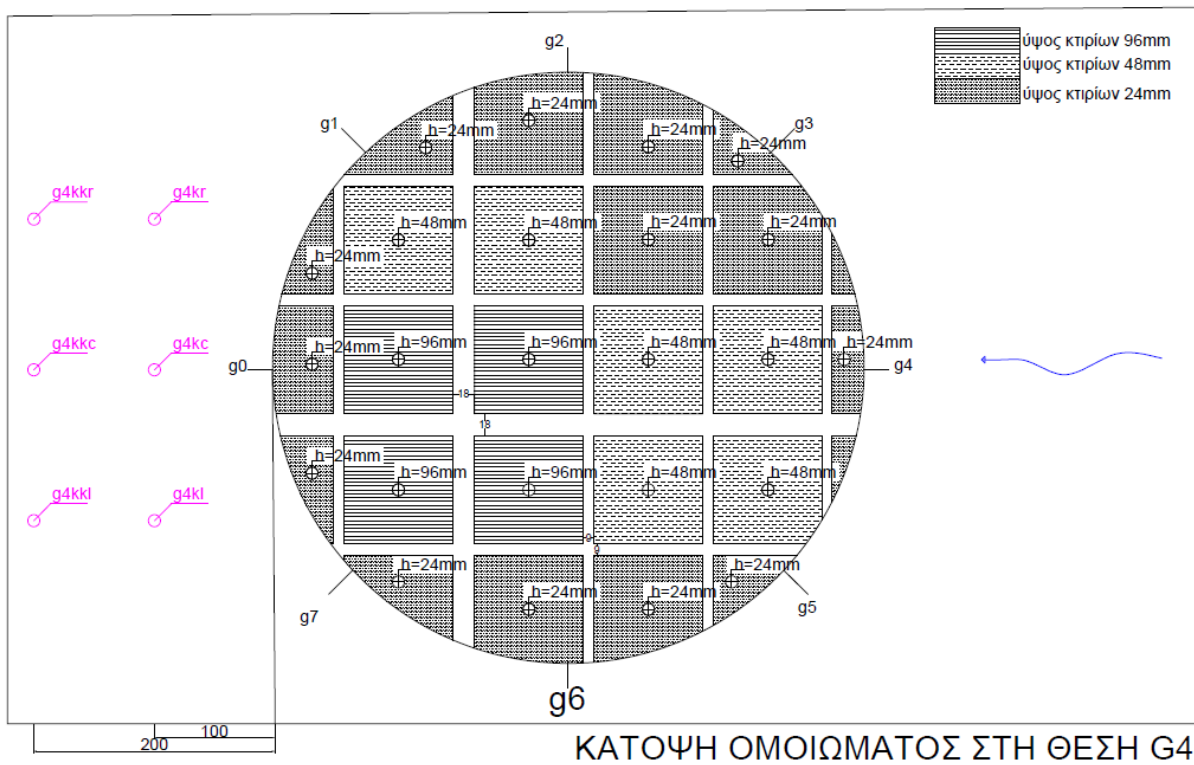 ύψος κτιρίων 96mm
ύψος κτιρίων 48mm
ύψος κτιρίων 24mm
g2
g1
g3
h=24mm
h=24mm
h=24mm
h=24mm
g4kkr
g4kr
h=48mm
h=48mm
h=24mm
h=24mm
h=24mm
g4kkc
g4kc
g0
h=24mm
h=96mm
h=96mm
h=48mm
h=48mm
h=24mm
g4
18
18
h=24mm
h=96mm
h=96mm
h=48mm
h=48mm
g4kkl
g4kl
9
9
h=24mm
h=24mm
h=24mm
h=24mm
g7
g5
g6
100
200
ΚΑΤΟΨΗ ΟΜΟΙΩΜΑΤΟΣ ΣΤΗ ΘΕΣΗ G4